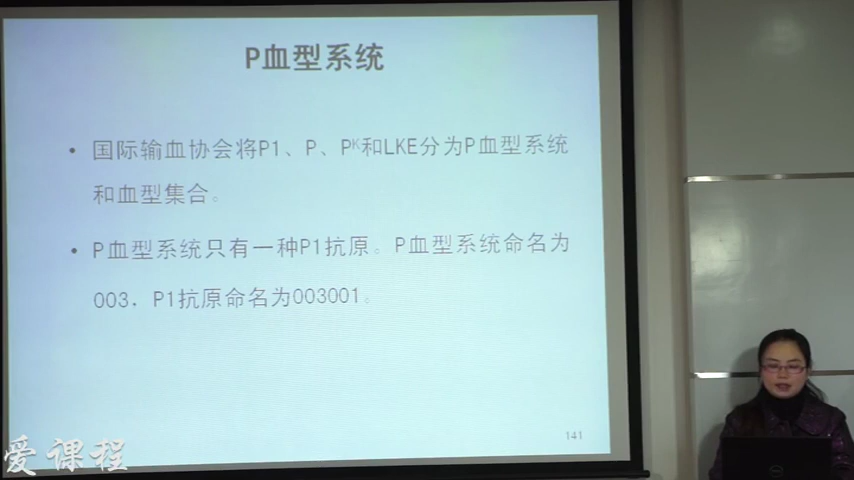 P血型系统
• 国际输血协会将P1、P、Pᴷ和LKE分为P血型系统
和血型集合。
• P血型系统只有一种P1抗原。P血型系统命名为
003．P1抗原命名为003001。
141
爱课程
DELL